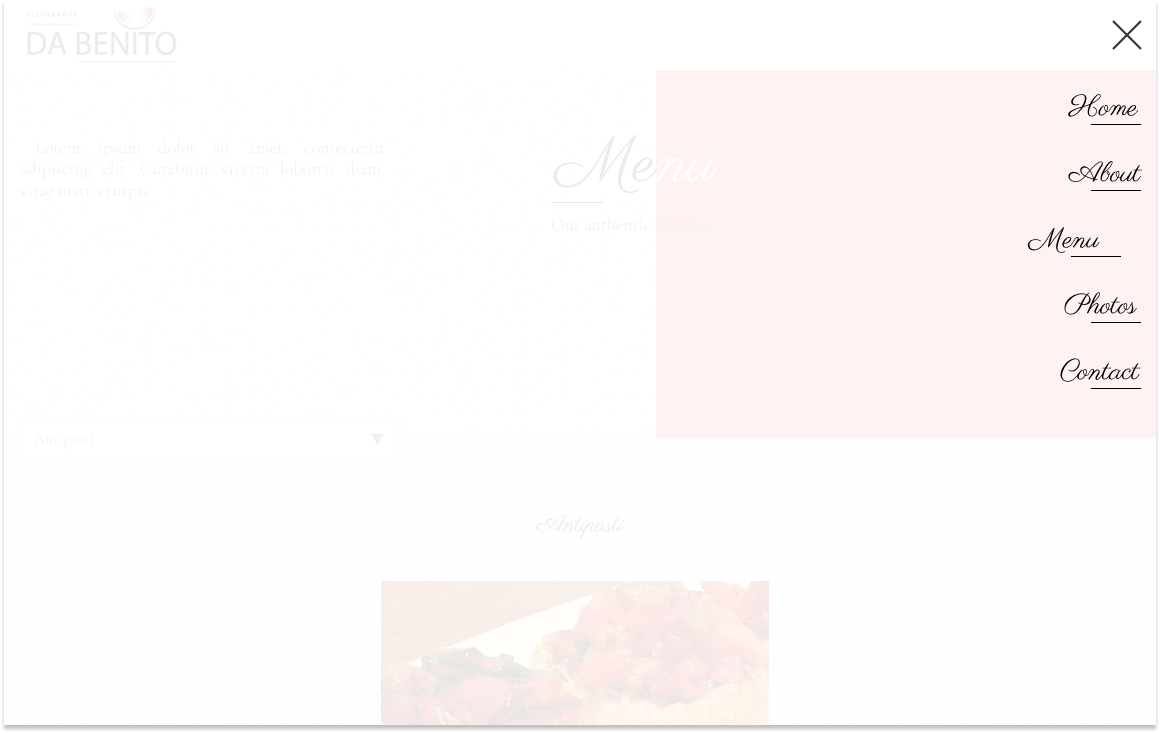 RISTORANTE
DA BENITO
Home
About
Menu
Photos
Contact
Lorem ipsum dolor sit amet, consectetur
adipiscing elit. Curabitur viverra lobortis diam,
vitae mattis turpis.
Menu
Our authentic dishes.
Antipasti
Antipasti